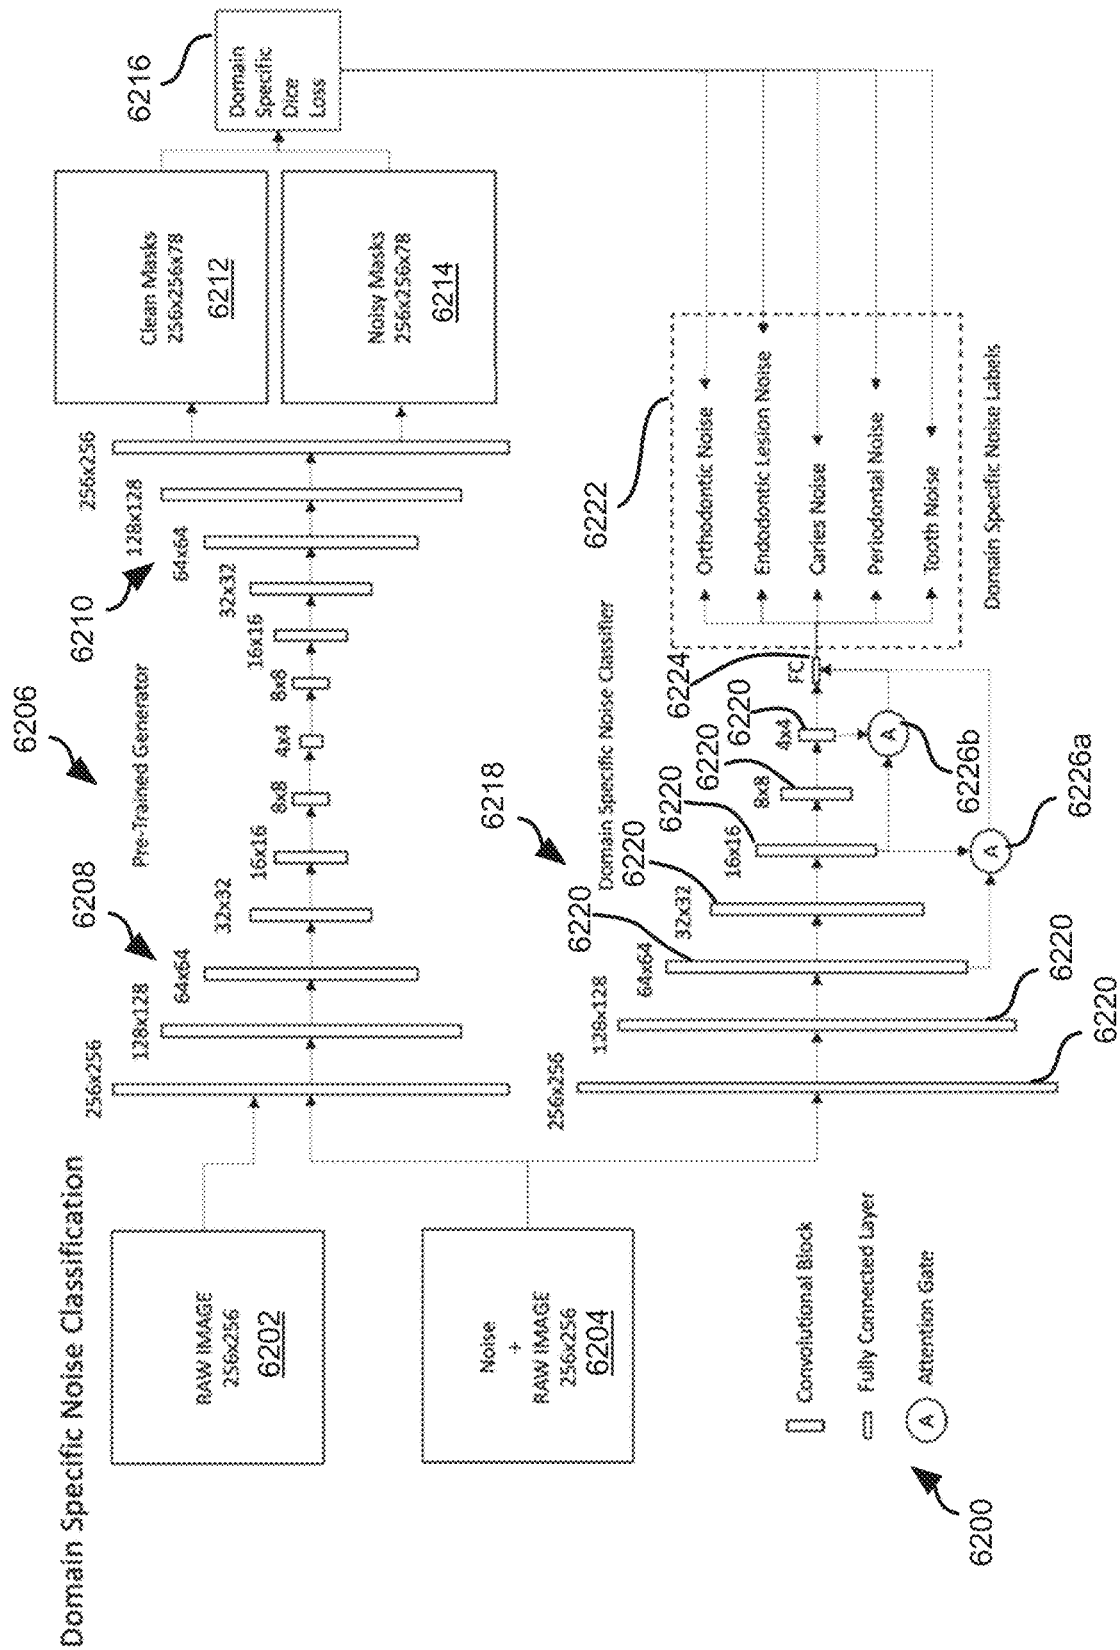 Domain Specific Noise Classification
RAW IMAGE
256x256
6202
Noise
+
RAW IMAGE
256x256
6204
Convolutional Block
Fully Connected Layer
A
Attention Gate
6200
6206
Pre-Trained Generator
6208
6210
256x256
128x128
64x64
32x32
16x16
8x8
4x4
8x8
16x16
32x32
64x64
128x128
256x256
Clean Masks
256x256x78
6212
Noisy Masks
256x256x78
6214
6216
Domain
Specific
Dice
Loss
6218
Domain Specific Noise Classifier
256x256
128x128
64x64
32x32
16x16
8x8
4x4
FC
6220
6220
6220
6220
6220
6220
6220
6224
A
6226a
A
6226b
6222
Orthodontic Noise
Endodontic Lesion Noise
Caries Noise
Periodontal Noise
Tooth Noise
Domain Specific Noise Labels